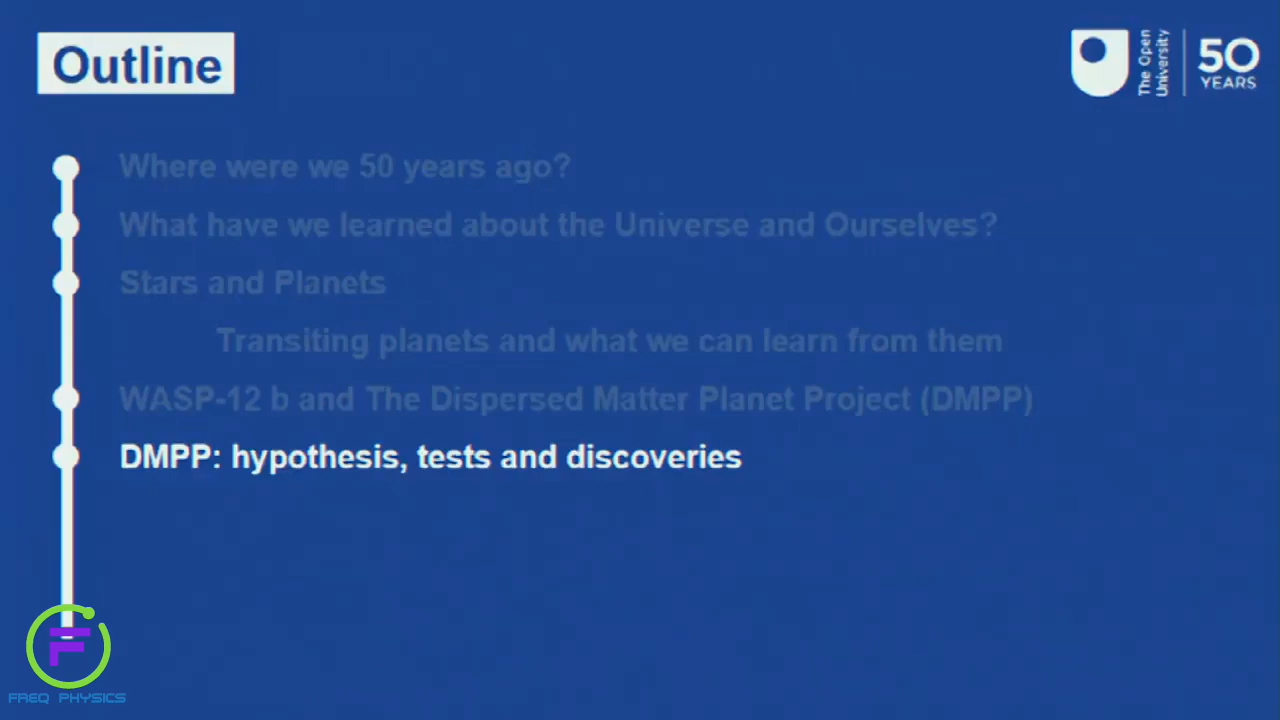 Outline
The Open
University
50
YEARS
Where were we 50 years ago?
What have we learned about the Universe and Ourselves?
Stars and Planets
Transiting planets and what we can learn from them
WASP-12 b and The Dispersed Matter Planet Project (DMPP)
DMPP: hypothesis, tests and discoveries
F
FREQ PHYSICS